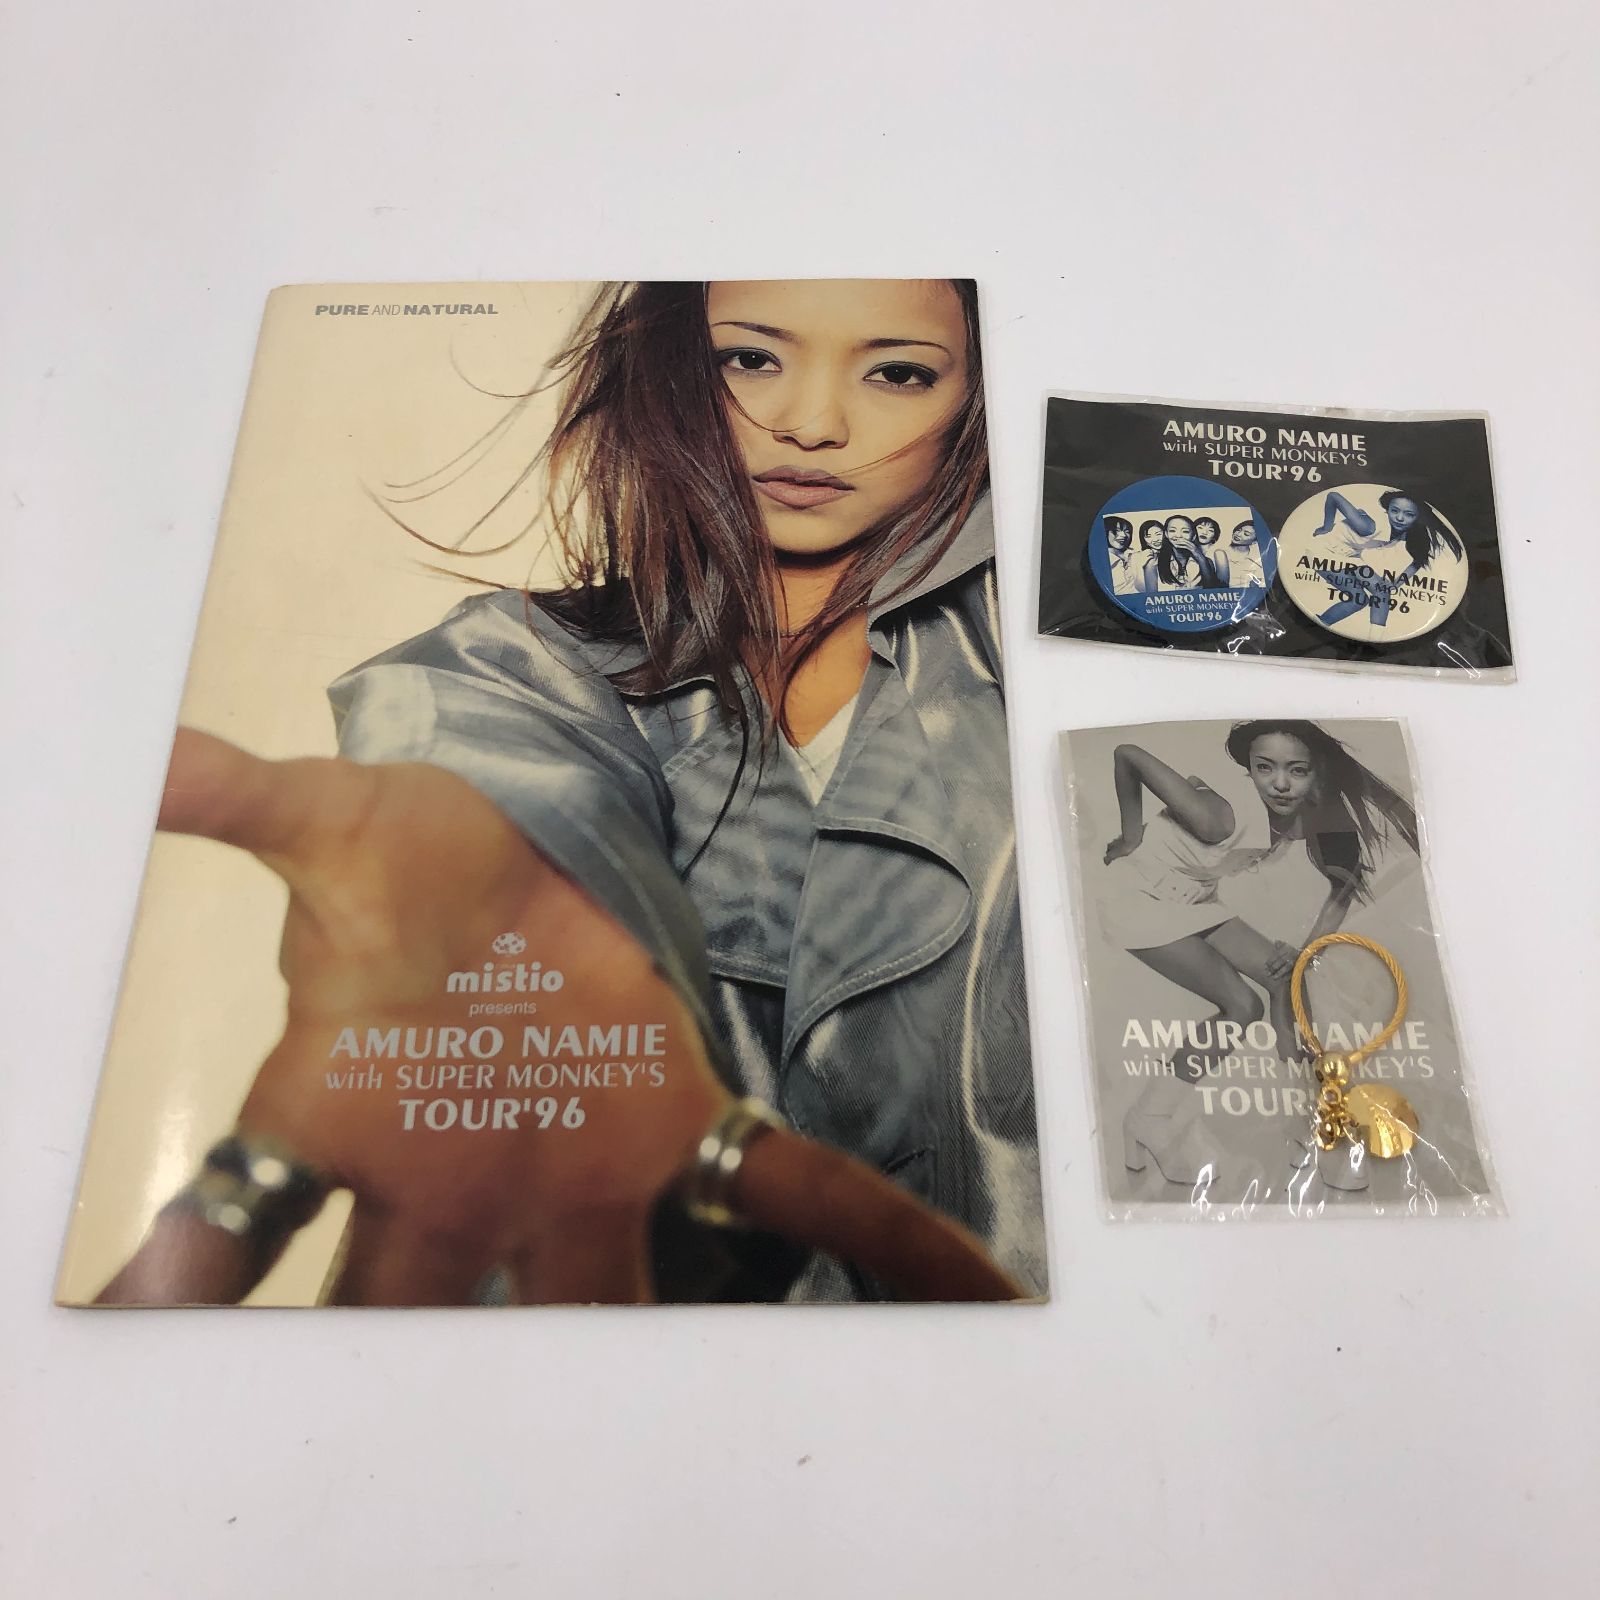 PURE AND NATURAL
mistio
presents
AMURO NAMIE
with SUPER MONKEY'S
TOUR'96
AMURO NAMIE
with SUPER MONKEY'S
TOUR'96
AMURO NAMIE
with SUPER MONKEY'S
TOUR'96
AMURO NAMIE
with SUPER MONKEY'S
TOUR'96
AMURO NAMIE
with SUPER MONKEY'S
TOUR'